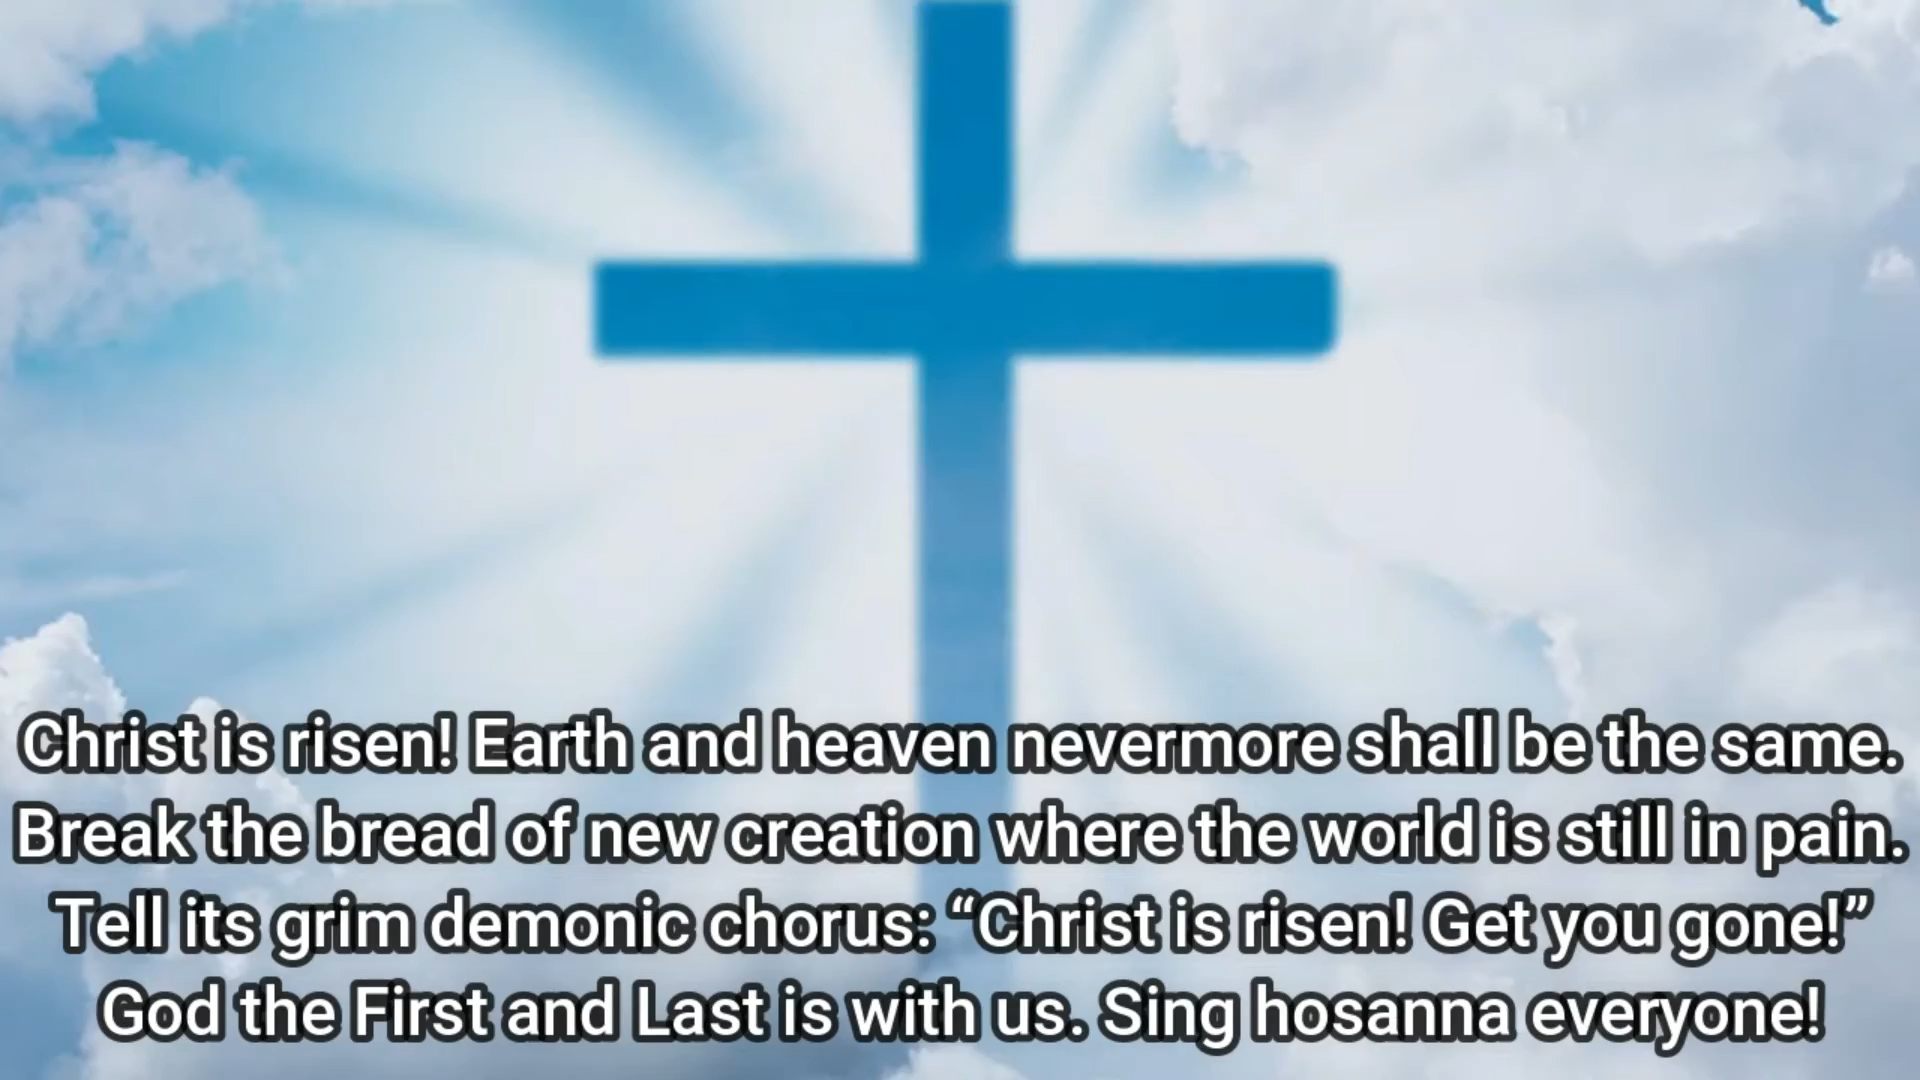 Christ is risen! Earth and heaven nevermore shall be the same.
Break the bread of new creation where the world is still in pain.
Tell its grim demonic chorus: “Christ is risen! Get you gone!”
God the First and Last is with us. Sing hosanna everyone!